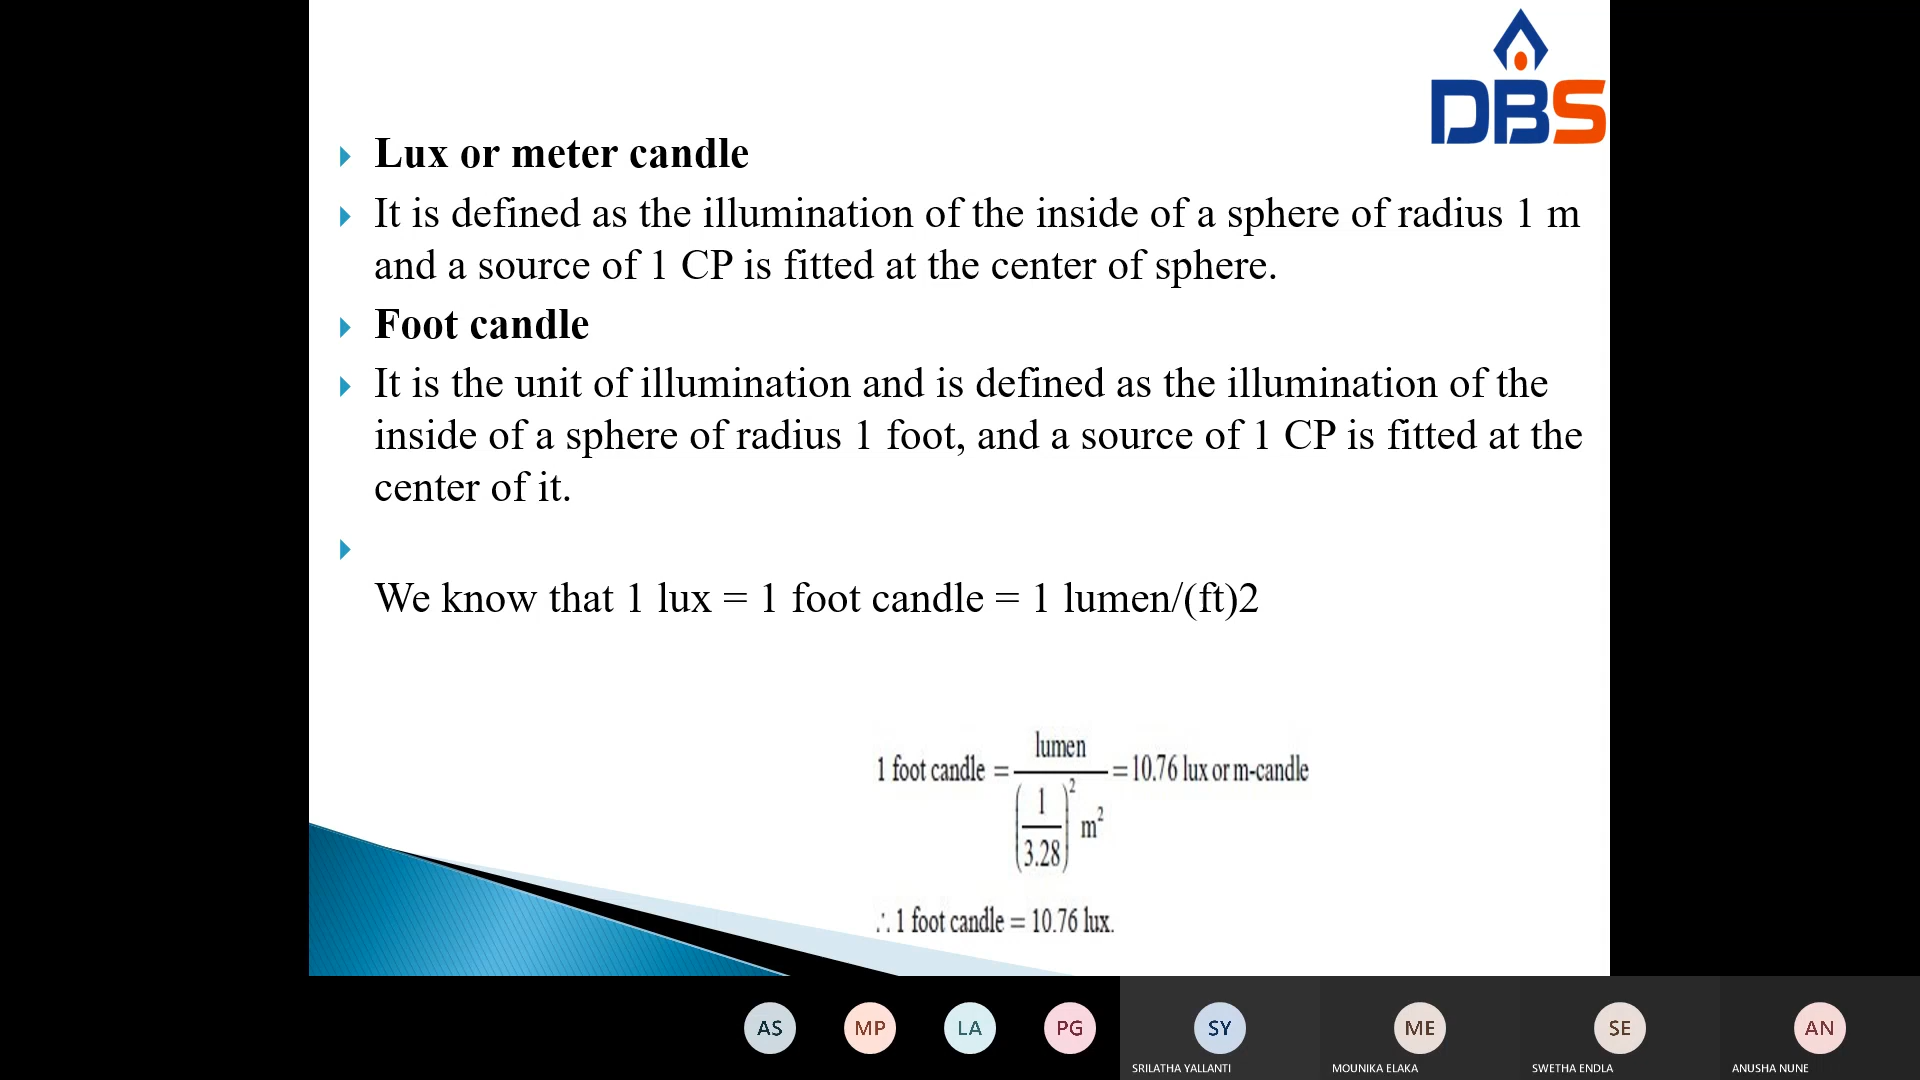 DBS
Lux or meter candle
It is defined as the illumination of the inside of a sphere of radius 1 m
and a source of 1 CP is fitted at the center of sphere.
Foot candle
It is the unit of illumination and is defined as the illumination of the
inside of a sphere of radius 1 foot, and a source of 1 CP is fitted at the
center of it.
We know that 1 lux = 1 foot candle = 1 lumen/(ft)2
1 foot candle = lumen / (1/3.28)² m² = 10.76 lux or m-candle
∴ 1 foot candle = 10.76 lux.
AS MP LA PG SY ME SE AN
SRILATHA YALLANTI MOUNIKA ELAKA SWETHA ENDLA ANUSHA NUNE